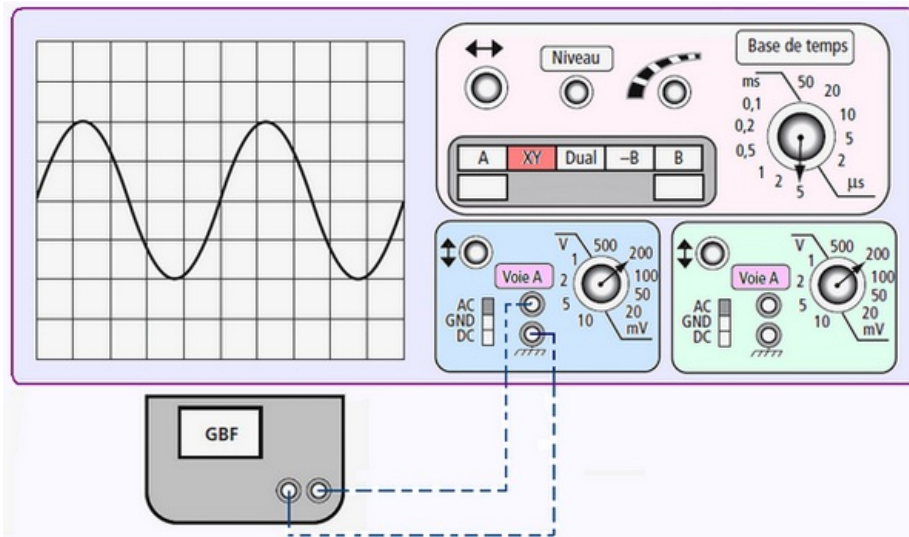 Niveau
Base de temps
ms
50
20
0,1
10
0,2
5
0,5
2
1
2
5
µs
A
XY
Dual
–B
B
V
500
200
1
100
Voie A
2
50
5
20
10
mV
AC
GND
DC
V
500
200
1
100
Voie A
2
50
5
20
10
mV
AC
GND
DC
GBF